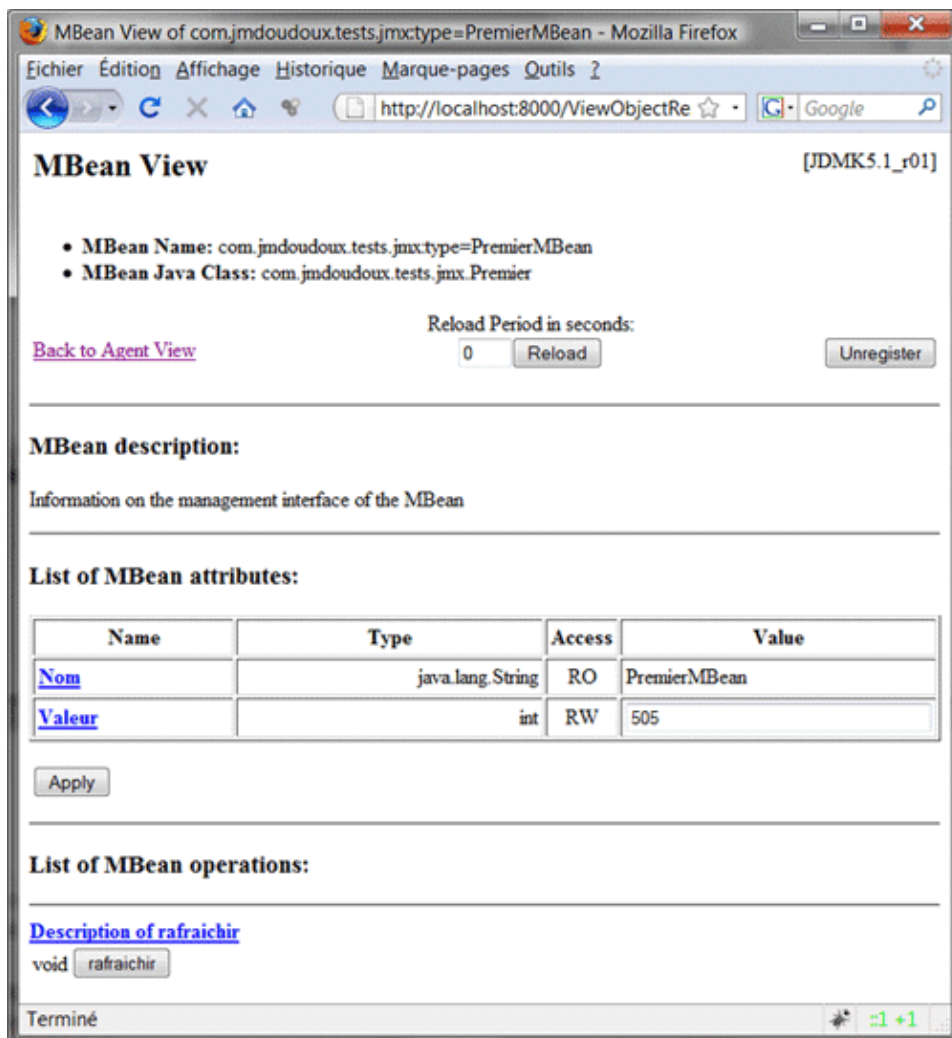 MBean View of com.jmdoudoux.tests.jmx:type=PremierMBean - Mozilla Firefox
Fichier Édition Affichage Historique Marque-pages Outils ?
http://localhost:8000/ViewObjectRe Google
MBean View [JDMK5.1_r01]
• MBean Name: com.jmdoudoux.tests.jmx:type=PremierMBean
• MBean Java Class: com.jmdoudoux.tests.jmx.Premier
Reload Period in seconds:
Back to Agent View 0 Reload Unregister
MBean description:
Information on the management interface of the MBean
List of MBean attributes:
Name Type Access Value
Nom java.lang.String RO PremierMBean
Valeur int RW 505
Apply
List of MBean operations:
Description of rafraichir
void rafraichir
Terminé ::1 +1